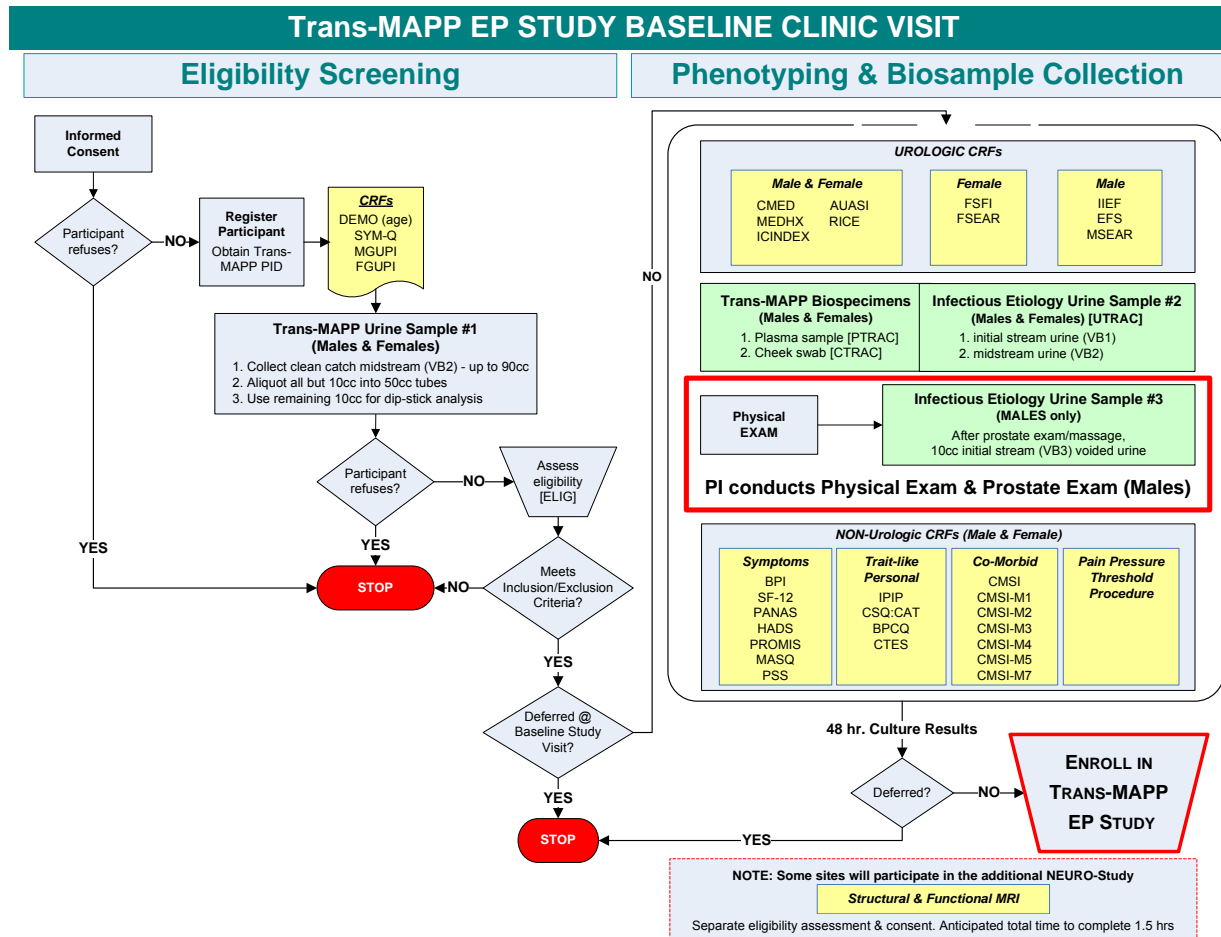 Trans-MAPP EP STUDY BASELINE CLINIC VISIT
Eligibility Screening
Informed
Consent
Participant
refuses?
NO
Register
Participant
Obtain Trans-
MAPP PID
CRFs
DEMO (age)
SYM-Q
MGUPI
FGUPI
Trans-MAPP Urine Sample #1
(Males & Females)
1. Collect clean catch midstream (VB2) - up to 90cc
2. Aliquot all but 10cc into 50cc tubes
3. Use remaining 10cc for dip-stick analysis
Participant
refuses?
NO
Assess
eligibility
[ELIG]
YES
YES
STOP
NO
Meets
Inclusion/Exclusion
Criteria?
YES
Deferred @
Baseline Study
Visit?
NO
YES
STOP
Phenotyping & Biosample Collection
UROLOGIC CRFs
Male & Female
CMED AUASI
MEDHX RICE
ICINDEX
Female
FSFI
FSEAR
Male
IIEF
EFS
MSEAR
Trans-MAPP Biospecimens
(Males & Females)
1. Plasma sample [PTRAC]
2. Cheek swab [CTRAC]
Infectious Etiology Urine Sample #2
(Males & Females) [UTRAC]
1. initial stream urine (VB1)
2. midstream urine (VB2)
Physical
EXAM
Infectious Etiology Urine Sample #3
(MALES only)
After prostate exam/massage,
10cc initial stream (VB3) voided urine
PI conducts Physical Exam & Prostate Exam (Males)
NON-Urologic CRFs (Male & Female)
Symptoms
BPI
SF-12
PANAS
HADS
PROMIS
MASQ
PSS
Trait-like
Personal
IPIP
CSQ:CAT
BPCQ
CTES
Co-Morbid
CMSI
CMSI-M1
CMSI-M2
CMSI-M3
CMSI-M4
CMSI-M5
CMSI-M7
Pain Pressure
Threshold
Procedure
48 hr. Culture Results
Deferred?
NO
YES
ENROLL IN
TRANS-MAPP
EP STUDY
NOTE: Some sites will participate in the additional NEURO-Study
Structural & Functional MRI
Separate eligibility assessment & consent. Anticipated total time to complete 1.5 hrs